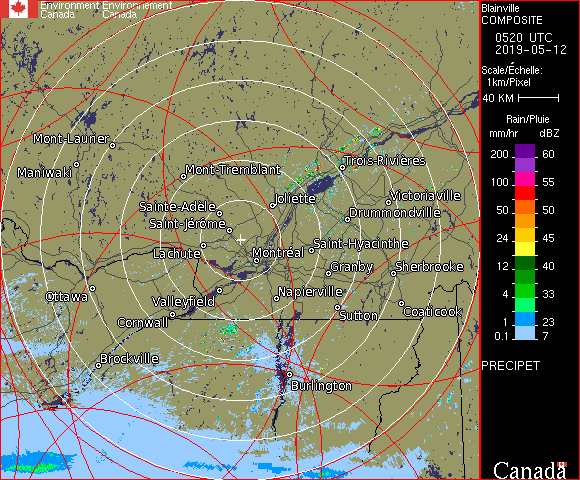 Environment Environnement
Canada Canada
Blainville
COMPOSITE
0520 UTC
2019-05-12
Scale/Échelle:
1km/Pixel
40 KM
Rain/Pluie
mm/hr dBZ
200 60
100 55
50 50
24 45
12 40
4 33
1 23
0.1 7
PRECIPET
Canada
Mont-Laurier
Maniwaki
Mont-Tremblant
Trois-Rivières
Joliette
Victoriaville
Sainte-Adele
Drummondville
Saint-Jérôme
Lachute
Montréal
Saint-Hyacinthe
Granby
Sherbrooke
Ottawa
Valleyfield
Napierville
Cornwall
Sutton
Coaticook
Brockville
Burlington